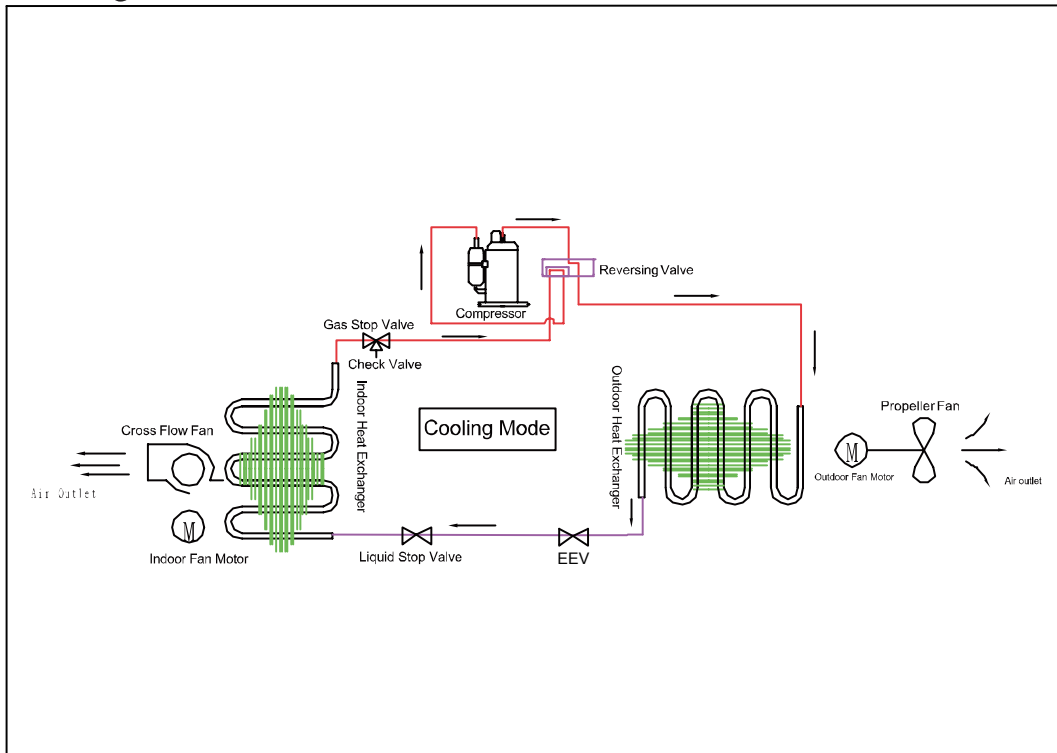 Reversing Valve
Compressor
Gas Stop Valve
Check Valve
Indoor Heat Exchanger
Outdoor Heat Exchanger
Cooling Mode
Propeller Fan
Cross Flow Fan
M
Outdoor Fan Motor
Air outlet
Air Outlet
M
Indoor Fan Motor
Liquid Stop Valve
EEV